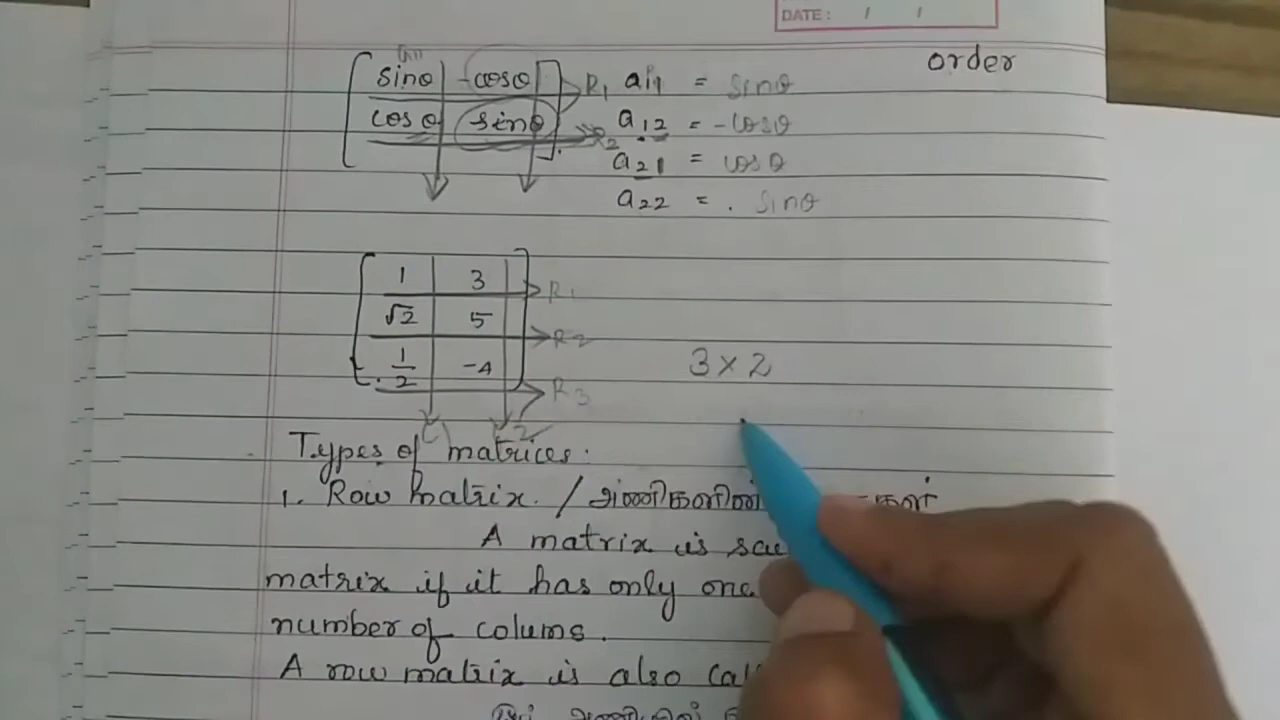 DATE: / /
order
sinθ -cosθ R1 a11 = sinθ
cosθ sinθ R2 a12 = -cosθ
a21 = cosθ
a22 = . sinθ
1 3 R1
√2 5 R2
1/2 -4 R3
3 × 2
Types of matrices:
1. Row matrix. / அணிகளின்
A matrix is
matrix if it has only one
number of colums.
A row matrix is also